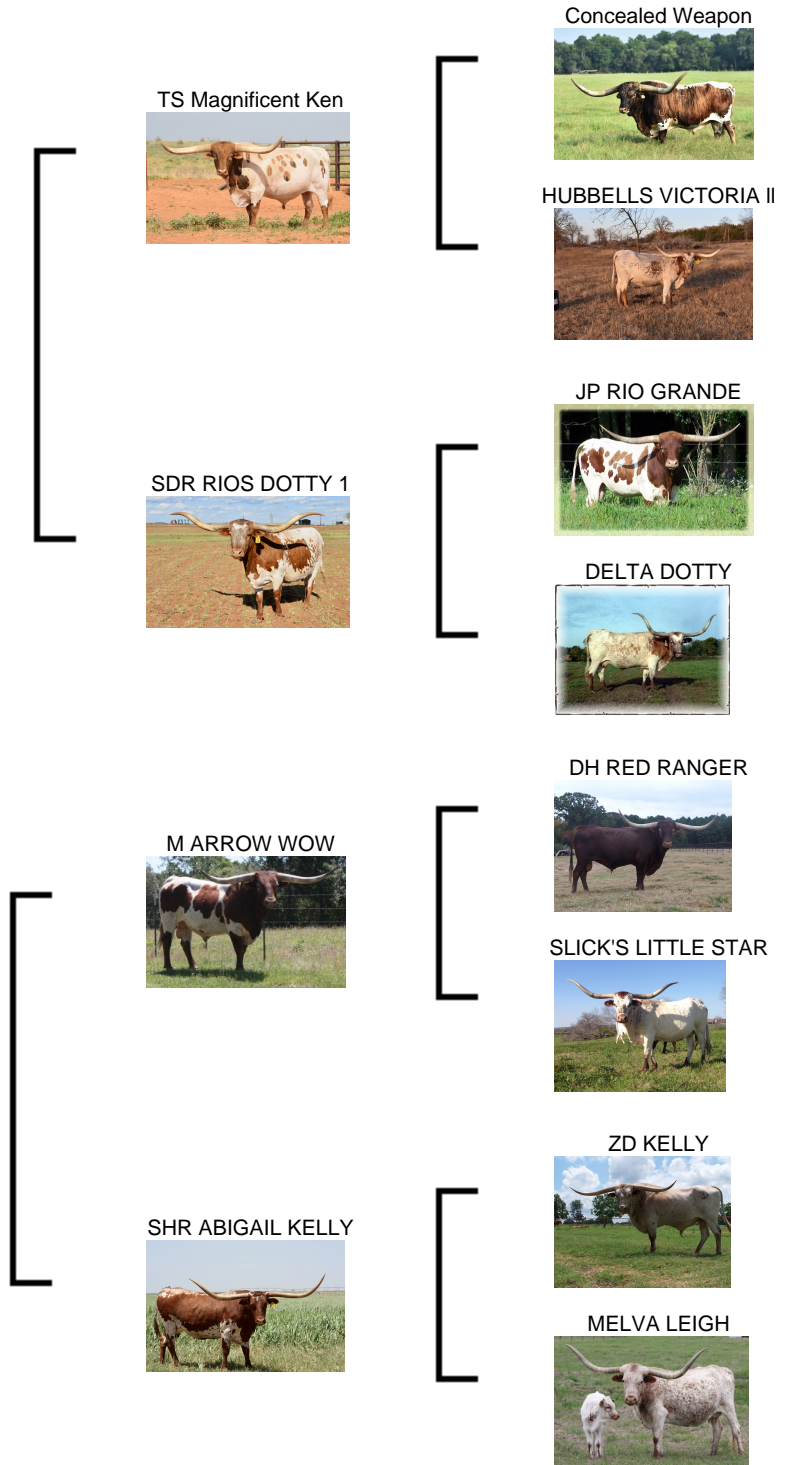 Concealed Weapon
TS Magnificent Ken
HUBBELLS VICTORIA II
JP RIO GRANDE
SDR RIOS DOTTY 1
DELTA DOTTY
DH RED RANGER
M ARROW WOW
SLICK'S LITTLE STAR
ZD KELLY
SHR ABIGAIL KELLY
MELVA LEIGH